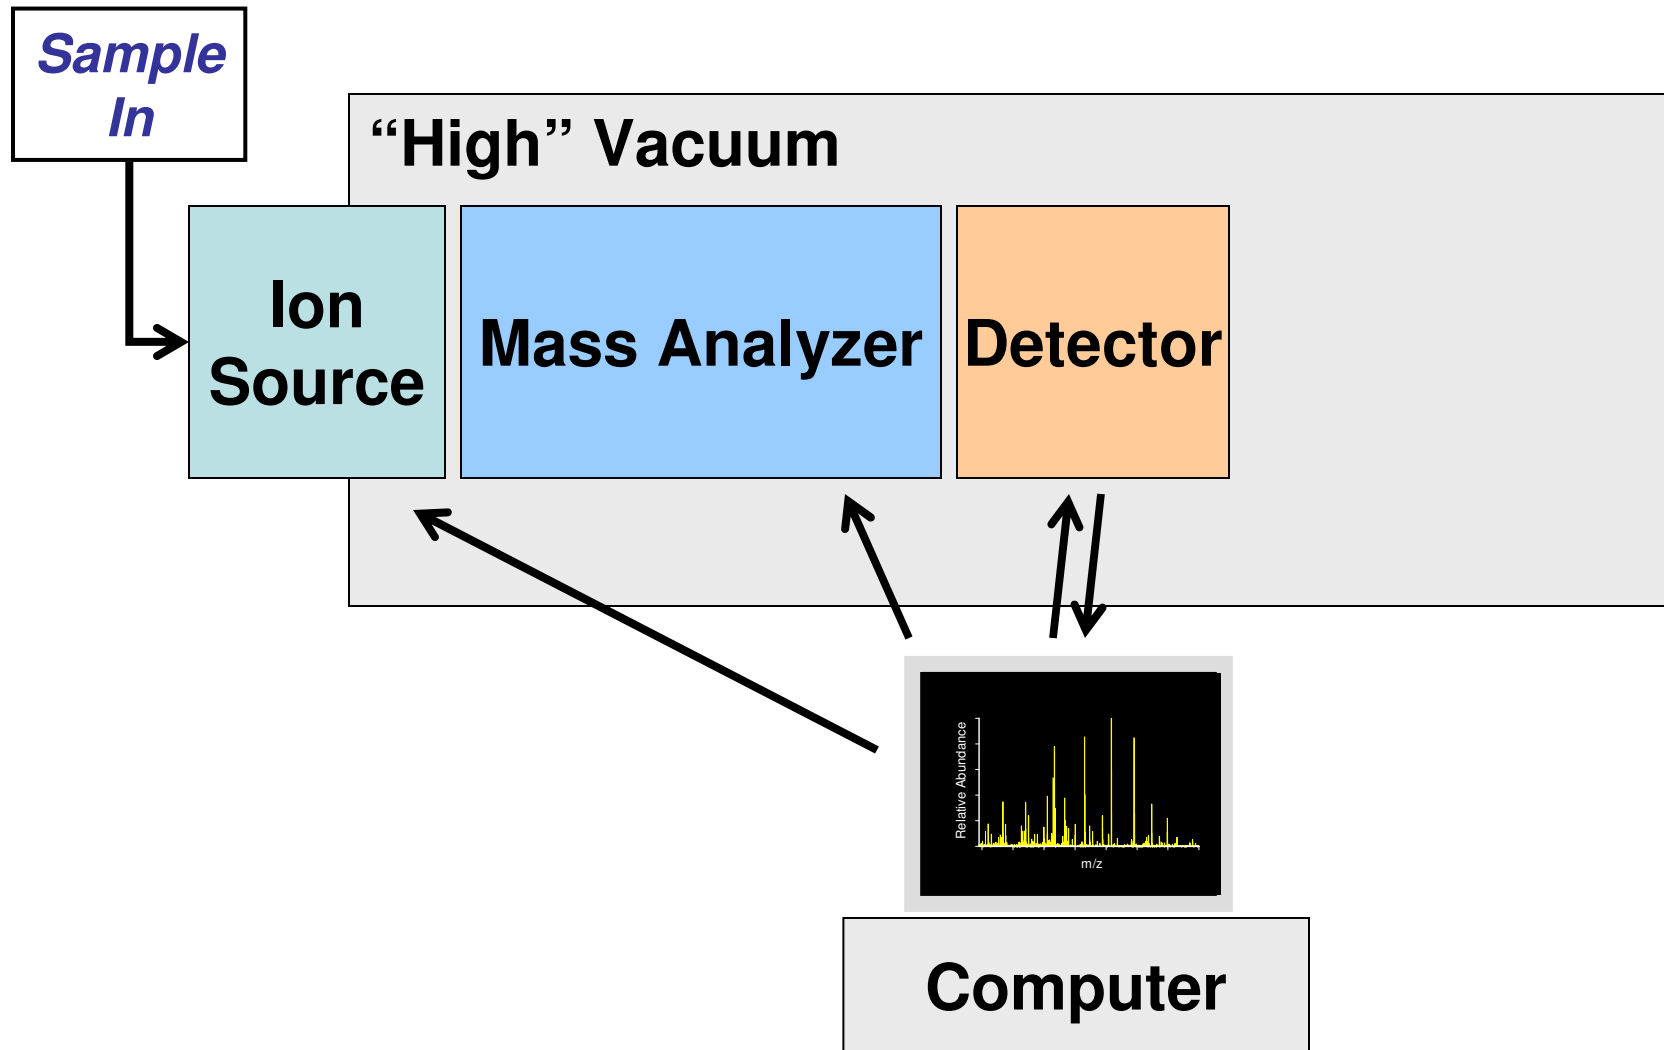 Sample
In
“High” Vacuum
Ion
Source
Mass Analyzer
Detector
Relative Abundance
m/z
Computer